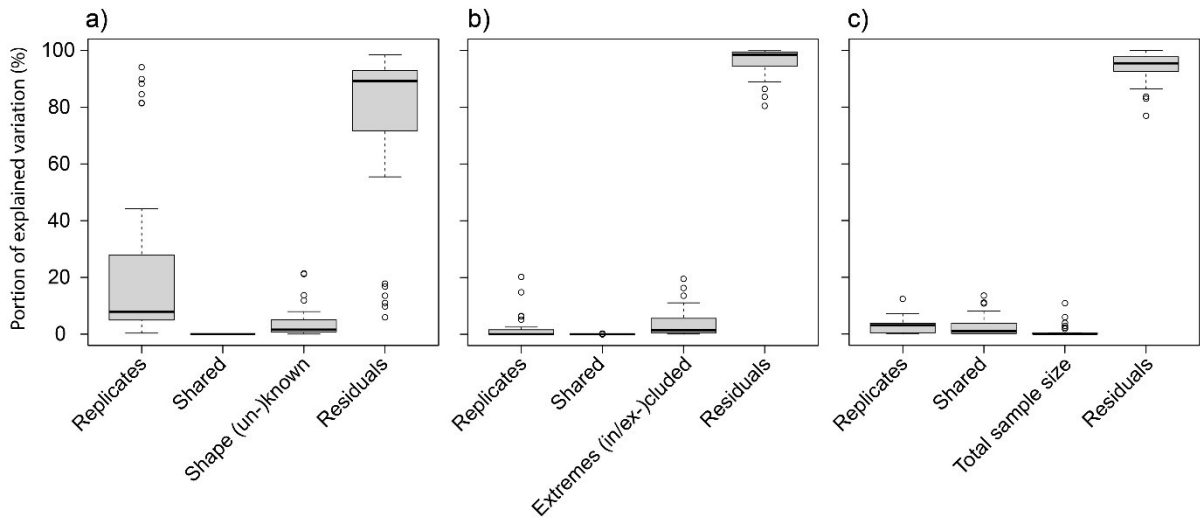 a)
b)
c)
Portion of explained variation (%)
100
80
60
40
20
0
Replicates
Shared
Shape (un-)known
Residuals
Replicates
Shared
Extremes (in/ex-)cluded
Residuals
Replicates
Shared
Total sample size
Residuals